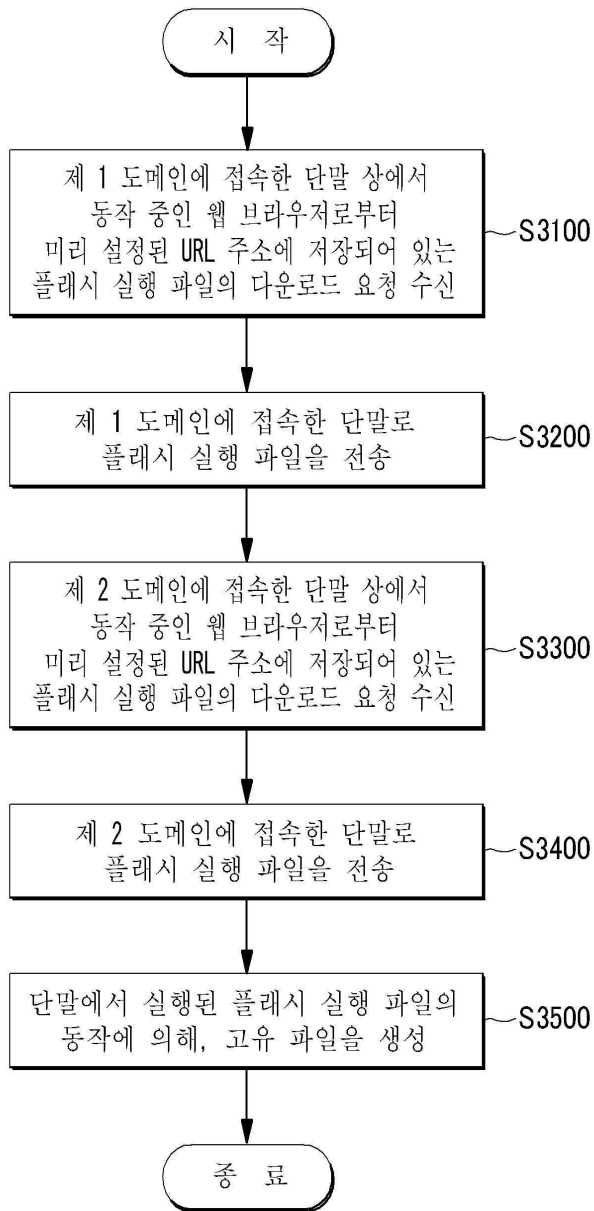 시 작
제 1 도메인에 접속한 단말 상에서
동작 중인 웹 브라우저로부터
미리 설정된 URL 주소에 저장되어 있는
플래시 실행 파일의 다운로드 요청 수신
S3100
제 1 도메인에 접속한 단말로
플래시 실행 파일을 전송
S3200
제 2 도메인에 접속한 단말 상에서
동작 중인 웹 브라우저로부터
미리 설정된 URL 주소에 저장되어 있는
플래시 실행 파일의 다운로드 요청 수신
S3300
제 2 도메인에 접속한 단말로
플래시 실행 파일을 전송
S3400
단말에서 실행된 플래시 실행 파일의
동작에 의해, 고유 파일을 생성
S3500
종 료